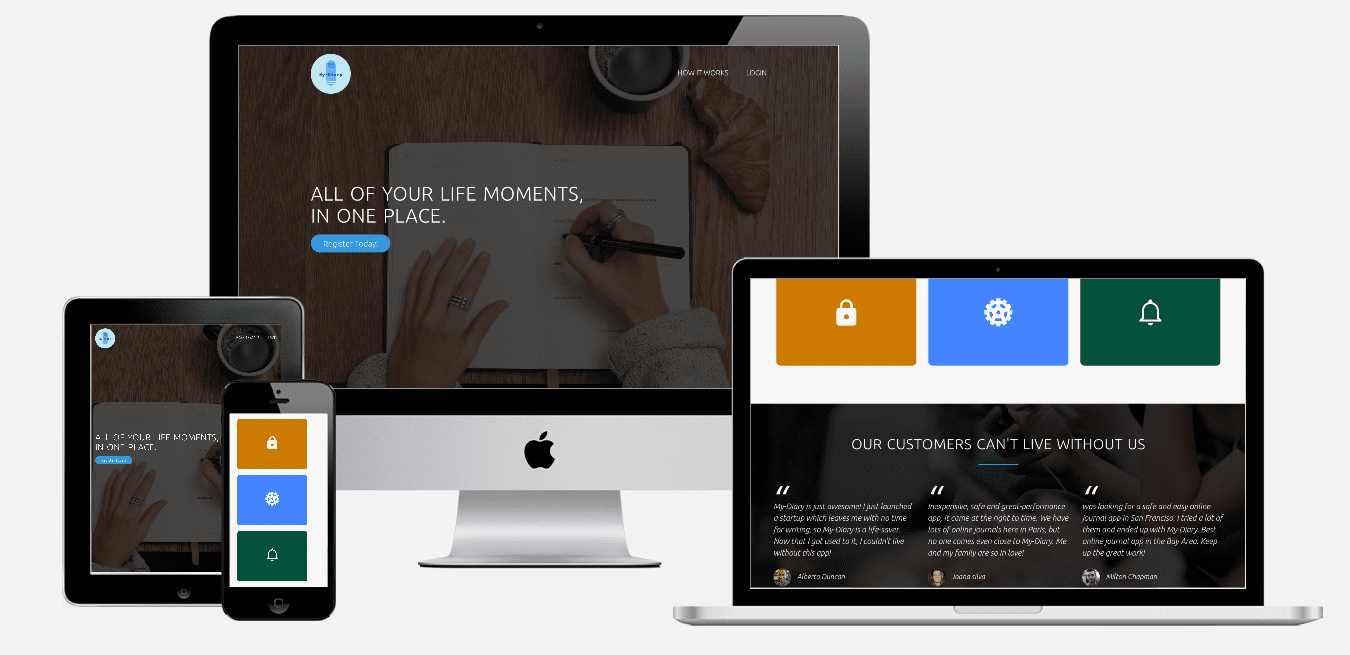 My-Diary
HOW IT WORKS LOGIN
ALL OF YOUR LIFE MOMENTS,
IN ONE PLACE.
Register Today!
ALL OF YOUR LIFE MOMENTS,
IN ONE PLACE.
OUR CUSTOMERS CAN'T LIVE WITHOUT US
“
My-Diary is just awesome! I just launched
a startup which leaves me with no time
for writing, so My-Diary is a life-saver.
Now that I got used to it, I couldn't live
without this app!
Alberto Duncan
“
Inexpensive, safe and great-performance
app, it came at the right to time. We have
lots of online journals here in Paris, but
no one comes even close to My-Diary. Me
and my family are so in love!
Joana silva
“
was looking for a safe and easy online
journal app in San Franciso. I tried a lot of
them and ended up with My-Diary. Best
online journal app in the Bay Area. Keep
up the great work!
Milton Chapman